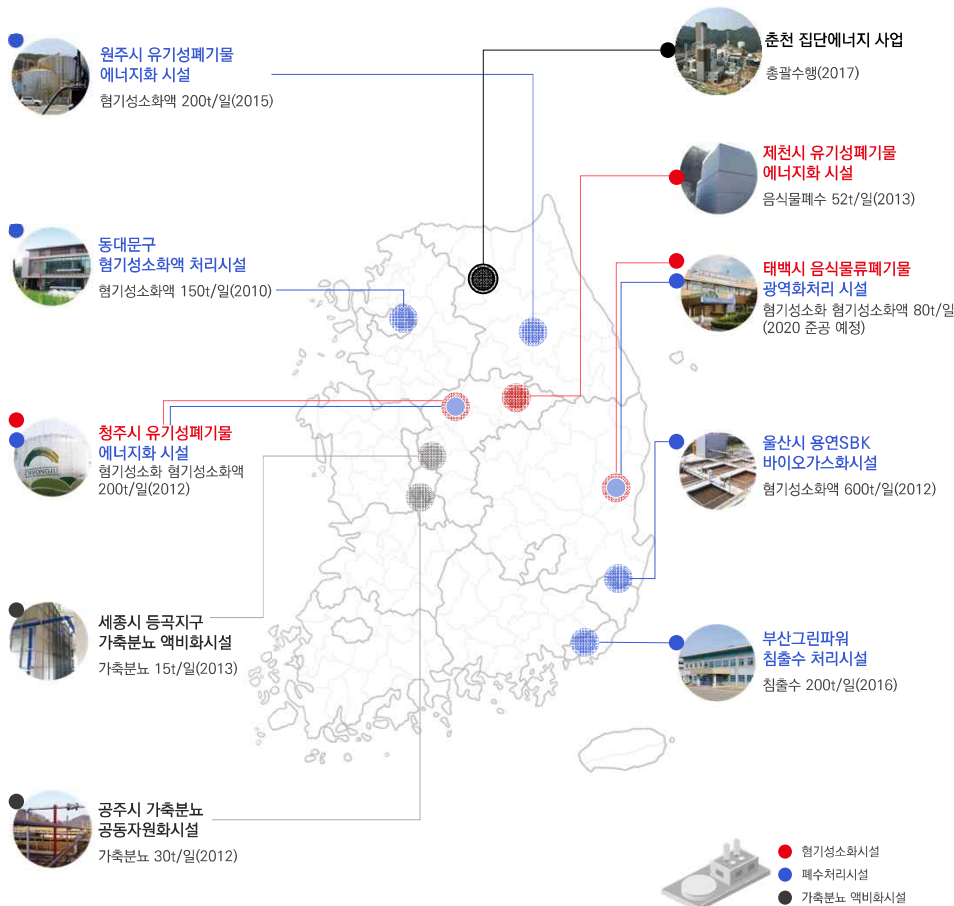 원주시 유기성폐기물
에너지화 시설
혐기성소화액 200t/일(2015)
동대문구
혐기성소화액 처리시설
혐기성소화액 150t/일(2010)
청주시 유기성폐기물
에너지화 시설
혐기성소화 혐기성소화액
200t/일(2012)
세종시 등곡지구
가축분뇨 액비화시설
가축분뇨 15t/일(2013)
공주시 가축분뇨
공동자원화시설
가축분뇨 30t/일(2012)
춘천 집단에너지 사업
총괄수행(2017)
제천시 유기성폐기물
에너지화 시설
음식물폐수 52t/일(2013)
태백시 음식물류폐기물
광역화처리 시설
혐기성소화 혐기성소화액 80t/일
(2020 준공 예정)
울산시 용연SBK
바이오가스화시설
혐기성소화액 600t/일(2012)
부산그린파워
침출수 처리시설
침출수 200t/일(2016)
혐기성소화시설
폐수처리시설
가축분뇨 액비화시설